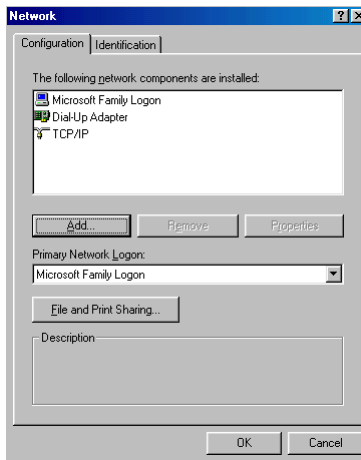 Network
Configuration
Identification
The following network components are installed:
Microsoft Family Logon
Dial-Up Adapter
TCP/IP
Add...
Remove
Properties
Primary Network Logon:
Microsoft Family Logon
File and Print Sharing...
Description
OK
Cancel